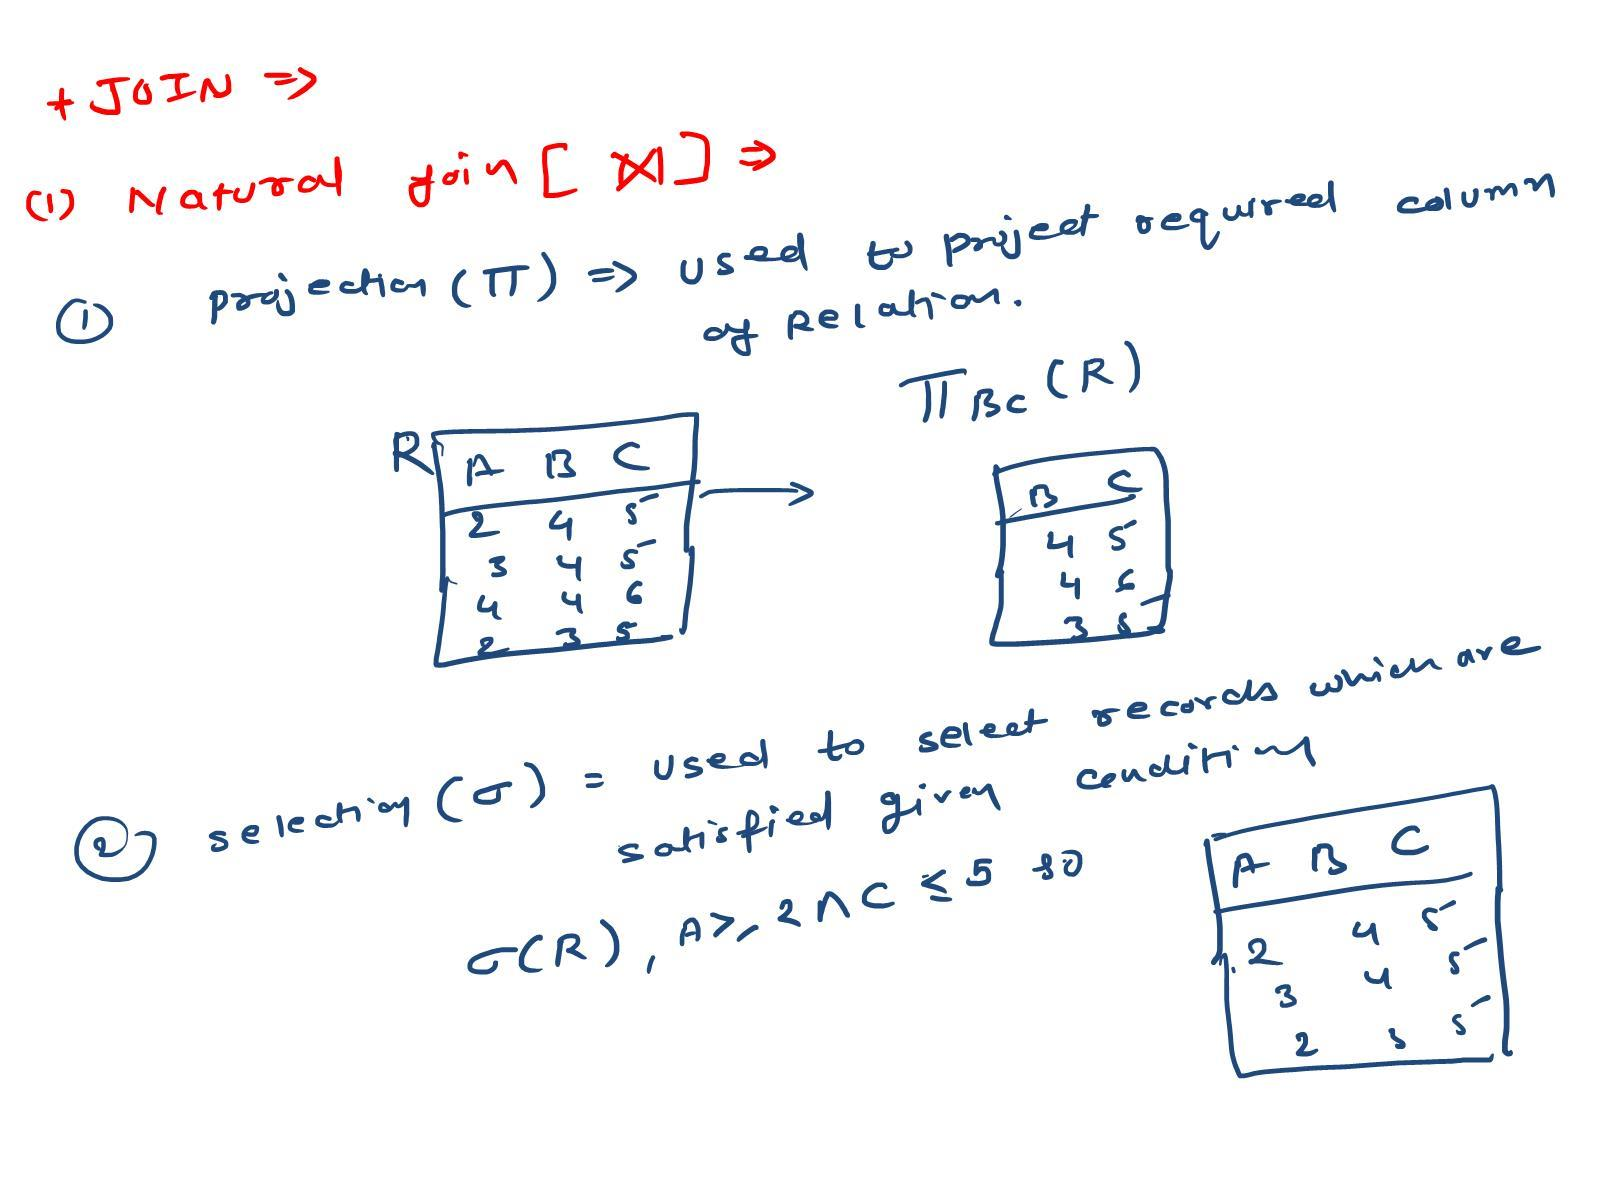 + JOIN ⇒
(1) Natural join [ ⋈ ] ⇒
① projection (π) ⇒ used to project required column
of Relation.
π BC (R)
R
A B C
2 4 5
3 4 5
4 4 6
2 3 5
→
B C
4 5
4 6
3 5
② selection (σ) = used to select records which are
satisfied given condition
σ(R), A>, 2 ∩ C ≤ 5 so
A B C
2 4 5
3 4 5
2 3 5